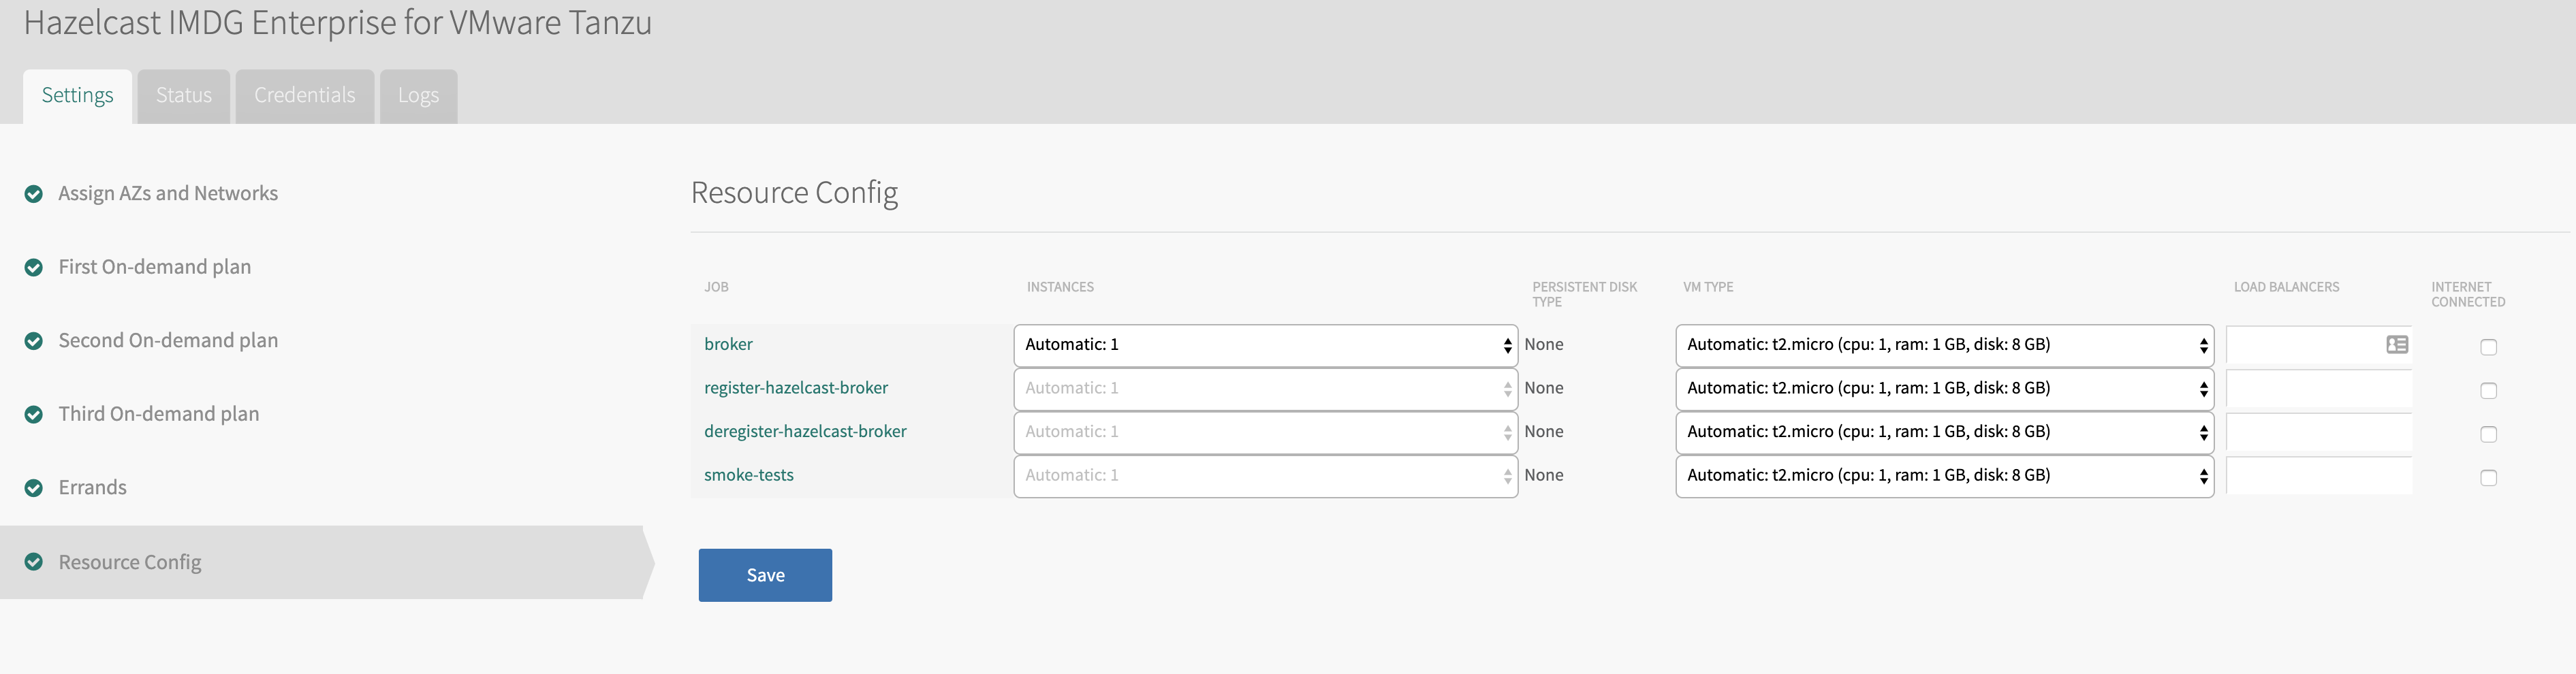 Hazelcast IMDG Enterprise for VMware Tanzu
Settings
Status
Credentials
Logs
Assign AZs and Networks
First On-demand plan
Second On-demand plan
Third On-demand plan
Errands
Resource Config
Resource Config
JOB
INSTANCES
PERSISTENT DISK
TYPE
VM TYPE
LOAD BALANCERS
INTERNET
CONNECTED
broker
Automatic: 1
None
Automatic: t2.micro (cpu: 1, ram: 1 GB, disk: 8 GB)
register-hazelcast-broker
Automatic: 1
None
Automatic: t2.micro (cpu: 1, ram: 1 GB, disk: 8 GB)
deregister-hazelcast-broker
Automatic: 1
None
Automatic: t2.micro (cpu: 1, ram: 1 GB, disk: 8 GB)
smoke-tests
Automatic: 1
None
Automatic: t2.micro (cpu: 1, ram: 1 GB, disk: 8 GB)
Save